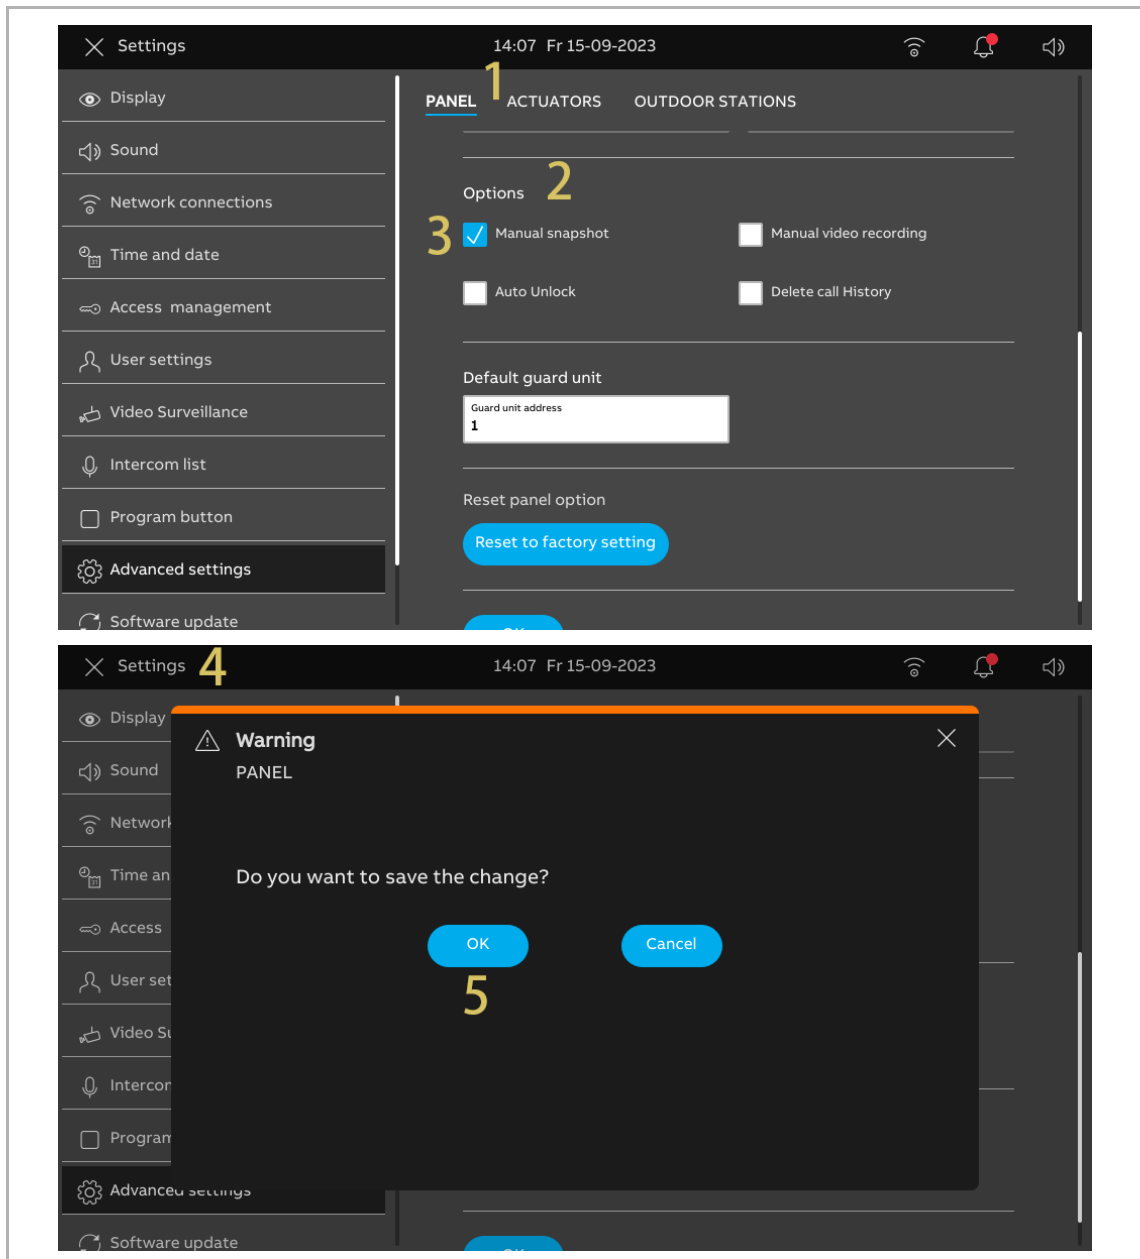 Settings
14:07 Fr 15-09-2023
Display
Sound
Network connections
Time and date
Access management
User settings
Video Surveillance
Intercom list
Program button
Advanced settings
Software update
1
PANEL ACTUATORS OUTDOOR STATIONS
Options 2
3 Manual snapshot Manual video recording
Auto Unlock Delete call History
Default guard unit
Guard unit address
1
Reset panel option
Reset to factory setting
Settings 4
14:07 Fr 15-09-2023
Display
Sound
Network
Time an
Access
User set
Video Su
Intercom
Program
Advanced settings
Software update
Warning
PANEL
Do you want to save the change?
OK Cancel
5